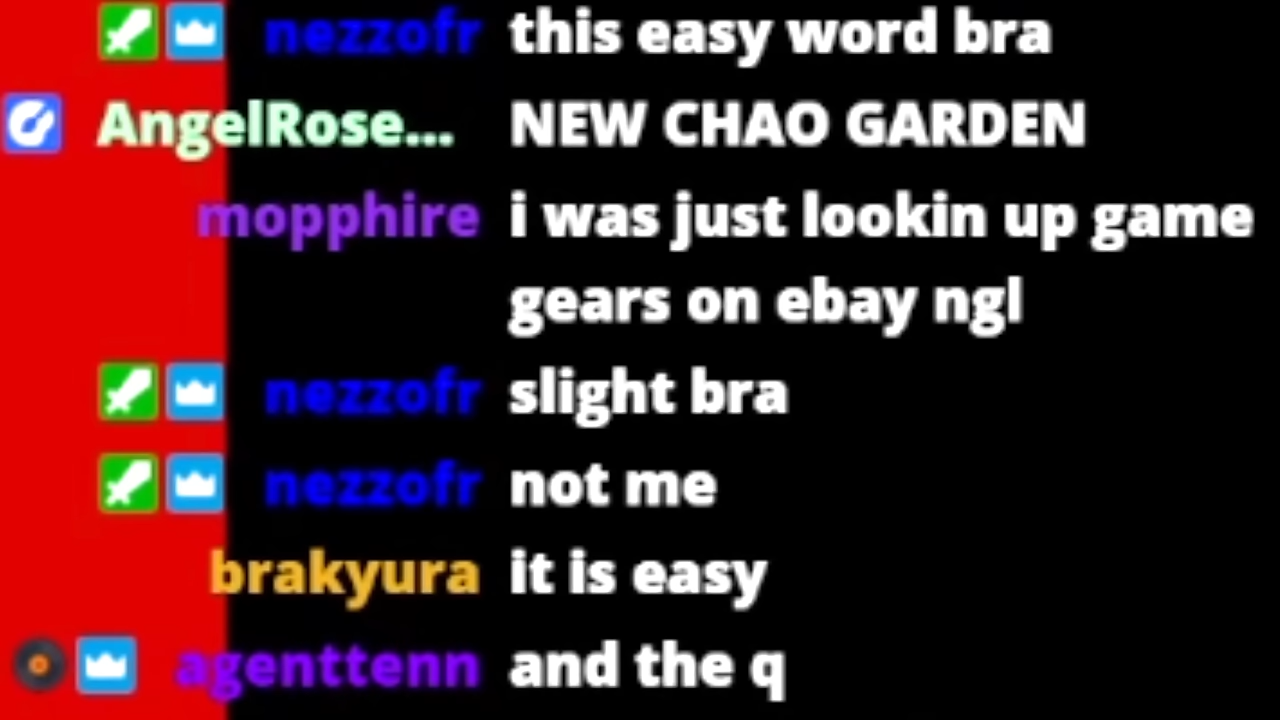 nezzofr this easy word bra
AngelRose... NEW CHAO GARDEN
mopphire i was just lookin up game
gears on ebay ngl
nezzofr slight bra
nezzofr not me
brakyura it is easy
agenttenn and the q